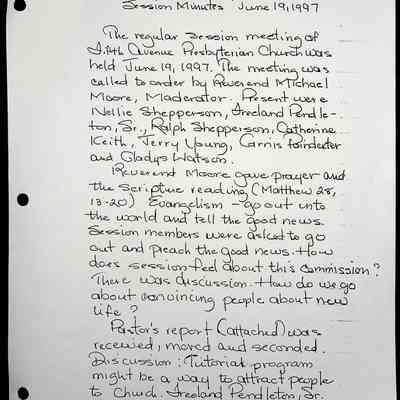 Session Minutes June 19, 1997
The regular session meeting of
Avenue Presbyterian Church was
held June 19, 1997. The meeting was
called to order by Reverend Michael
Moore, Moderator. Present were
Nellie Shepperson, Freeland Pendle-
ton, Sr., Ralph Shepperson, Catherine
Keith, Jerry Young, Carnis Poindexter
and Gladys Watson.
Reverend Moore gave prayer and
the Scripture reading (Matthew 28,
13-20) Evangelism - go out into
the world and tell the good news.
Session members were asked to go
out and preach the good news. How
does session feel about this commission?
There was discussion. How do we go
about convincing people about new
life?
Pastor's report (attached) was
received, moved and seconded.
Discussion: Tutorial program
might be a way to attract people
to Church. Freeland Pendleton, Sr.